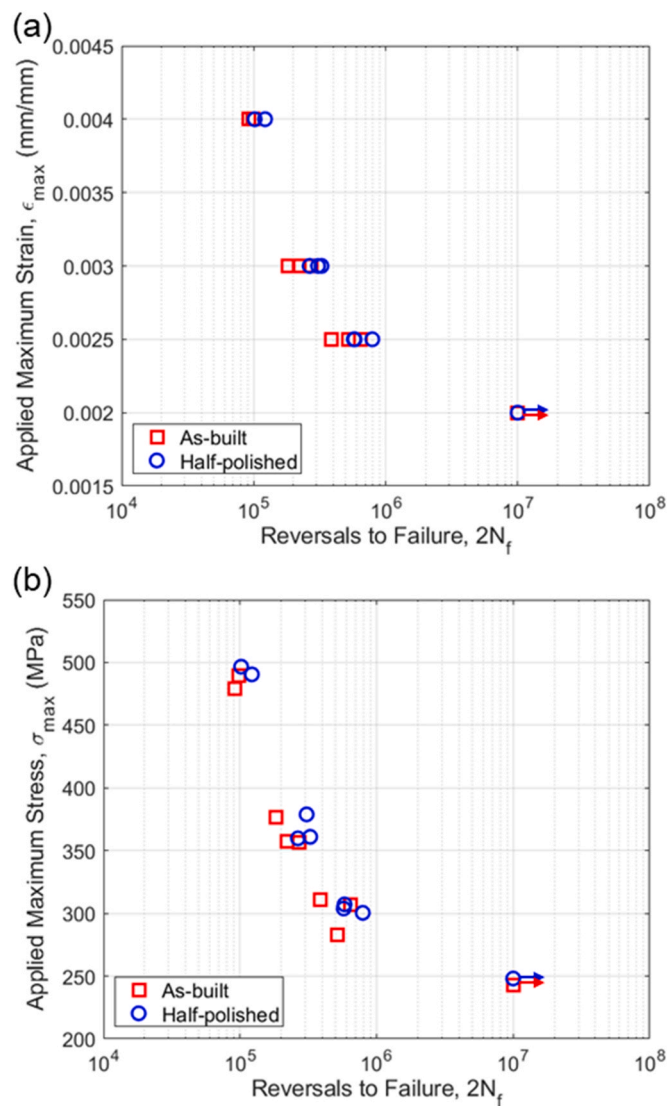 (a)
Applied Maximum Strain, ϵmax (mm/mm)
0.0045
0.004
0.0035
0.003
0.0025
0.002
0.0015
As-built
Half-polished
10^4 10^5 10^6 10^7 10^8
Reversals to Failure, 2N_f
(b)
Applied Maximum Stress, σmax (MPa)
550
500
450
400
350
300
250
200
As-built
Half-polished
10^4 10^5 10^6 10^7 10^8
Reversals to Failure, 2N_f